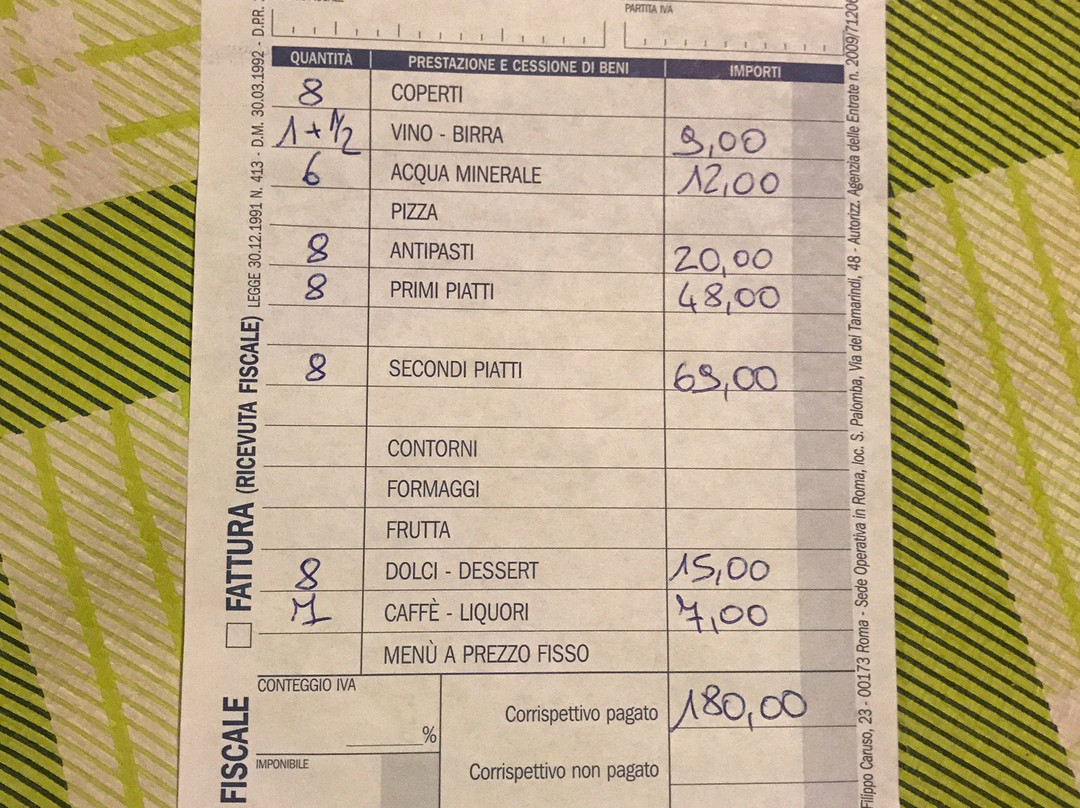 PARTITA IVA
QUANTITÀ PRESTAZIONE E CESSIONE DI BENI IMPORTI
8 COPERTI
1 + 1/2 VINO - BIRRA 9,00
6 ACQUA MINERALE 12,00
PIZZA
8 ANTIPASTI 20,00
8 PRIMI PIATTI 48,00
8 SECONDI PIATTI 69,00
CONTORNI
FORMAGGI
FRUTTA
8 DOLCI - DESSERT 15,00
7 CAFFÈ - LIQUORI 7,00
MENÙ A PREZZO FISSO
CONTEGGIO IVA
%
IMPONIBILE
Corrispettivo pagato 180,00
Corrispettivo non pagato
FISCALE
FATTURA (RICEVUTA FISCALE) LEGGE 30.12.1991 N. 413 - D.M. 30.03.1992 - D.P.R.
Filippo Caruso, 23 - 00173 Roma - Sede Operativa in Roma, loc. S. Palomba, Via dei Tamarindi, 48 - Autorizz. Agenzia delle Entrate n. 2009/7120